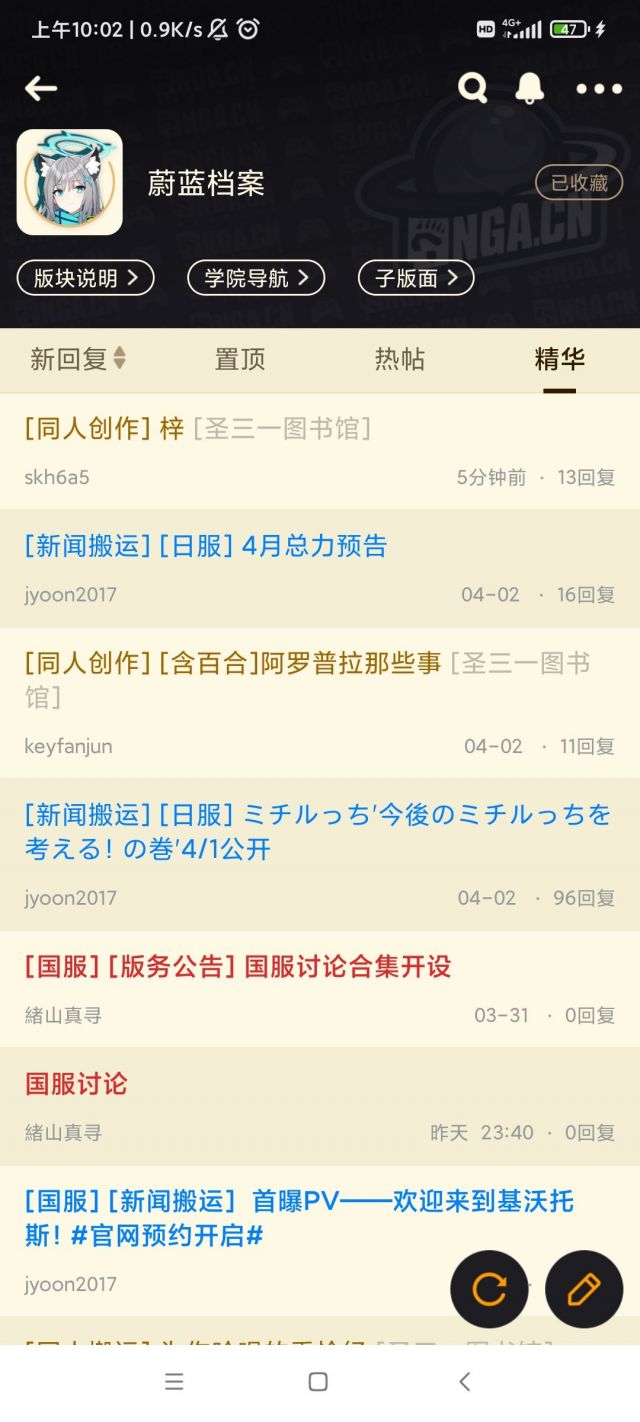 上午10:02 | 0.9K/s
HD 4G+ 47
NGA.CN
蔚蓝档案
已收藏
版块说明
学院导航
子版面
新回复
置顶
热帖
精华
[同人创作] 梓 [圣三一图书馆]
skh6a5
5分钟前 · 13回复
[新闻搬运] [日服] 4月总力预告
jyoon2017
04-02 · 16回复
[同人创作] [含百合]阿罗普拉那些事 [圣三一图书
馆]
keyfanjun
04-02 · 11回复
[新闻搬运] [日服] ミチルっち'今後のミチルっちを
考える! の巻'4/1公开
jyoon2017
04-02 · 96回复
[国服] [版务公告] 国服讨论合集开设
緒山真寻
03-31 · 0回复
国服讨论
緒山真寻
昨天 23:40 · 0回复
[国服] [新闻搬运] 首曝PV——欢迎来到基沃托
斯! #官网预约开启#
jyoon2017